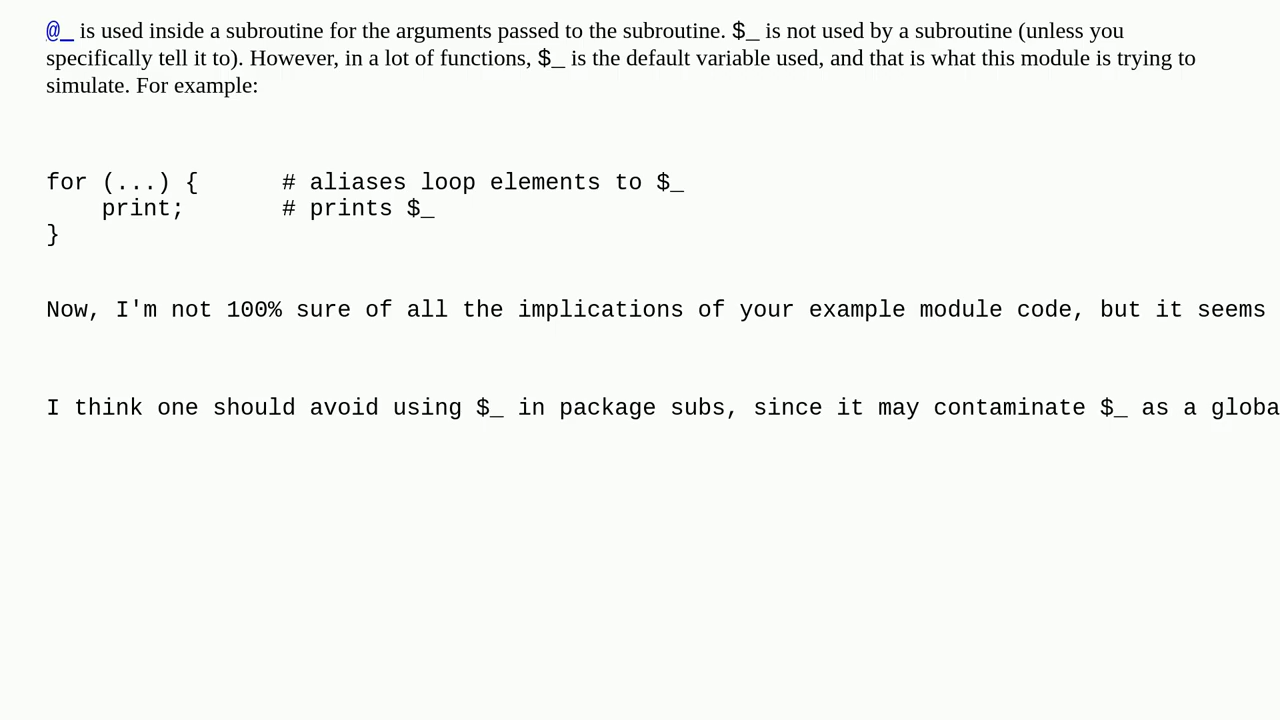 @_ is used inside a subroutine for the arguments passed to the subroutine. $_ is not used by a subroutine (unless you
specifically tell it to). However, in a lot of functions, $_ is the default variable used, and that is what this module is trying to
simulate. For example:
for (...) {      # aliases loop elements to $_
    print;       # prints $_
}
Now, I'm not 100% sure of all the implications of your example module code, but it seems
I think one should avoid using $_ in package subs, since it may contaminate $_ as a globa